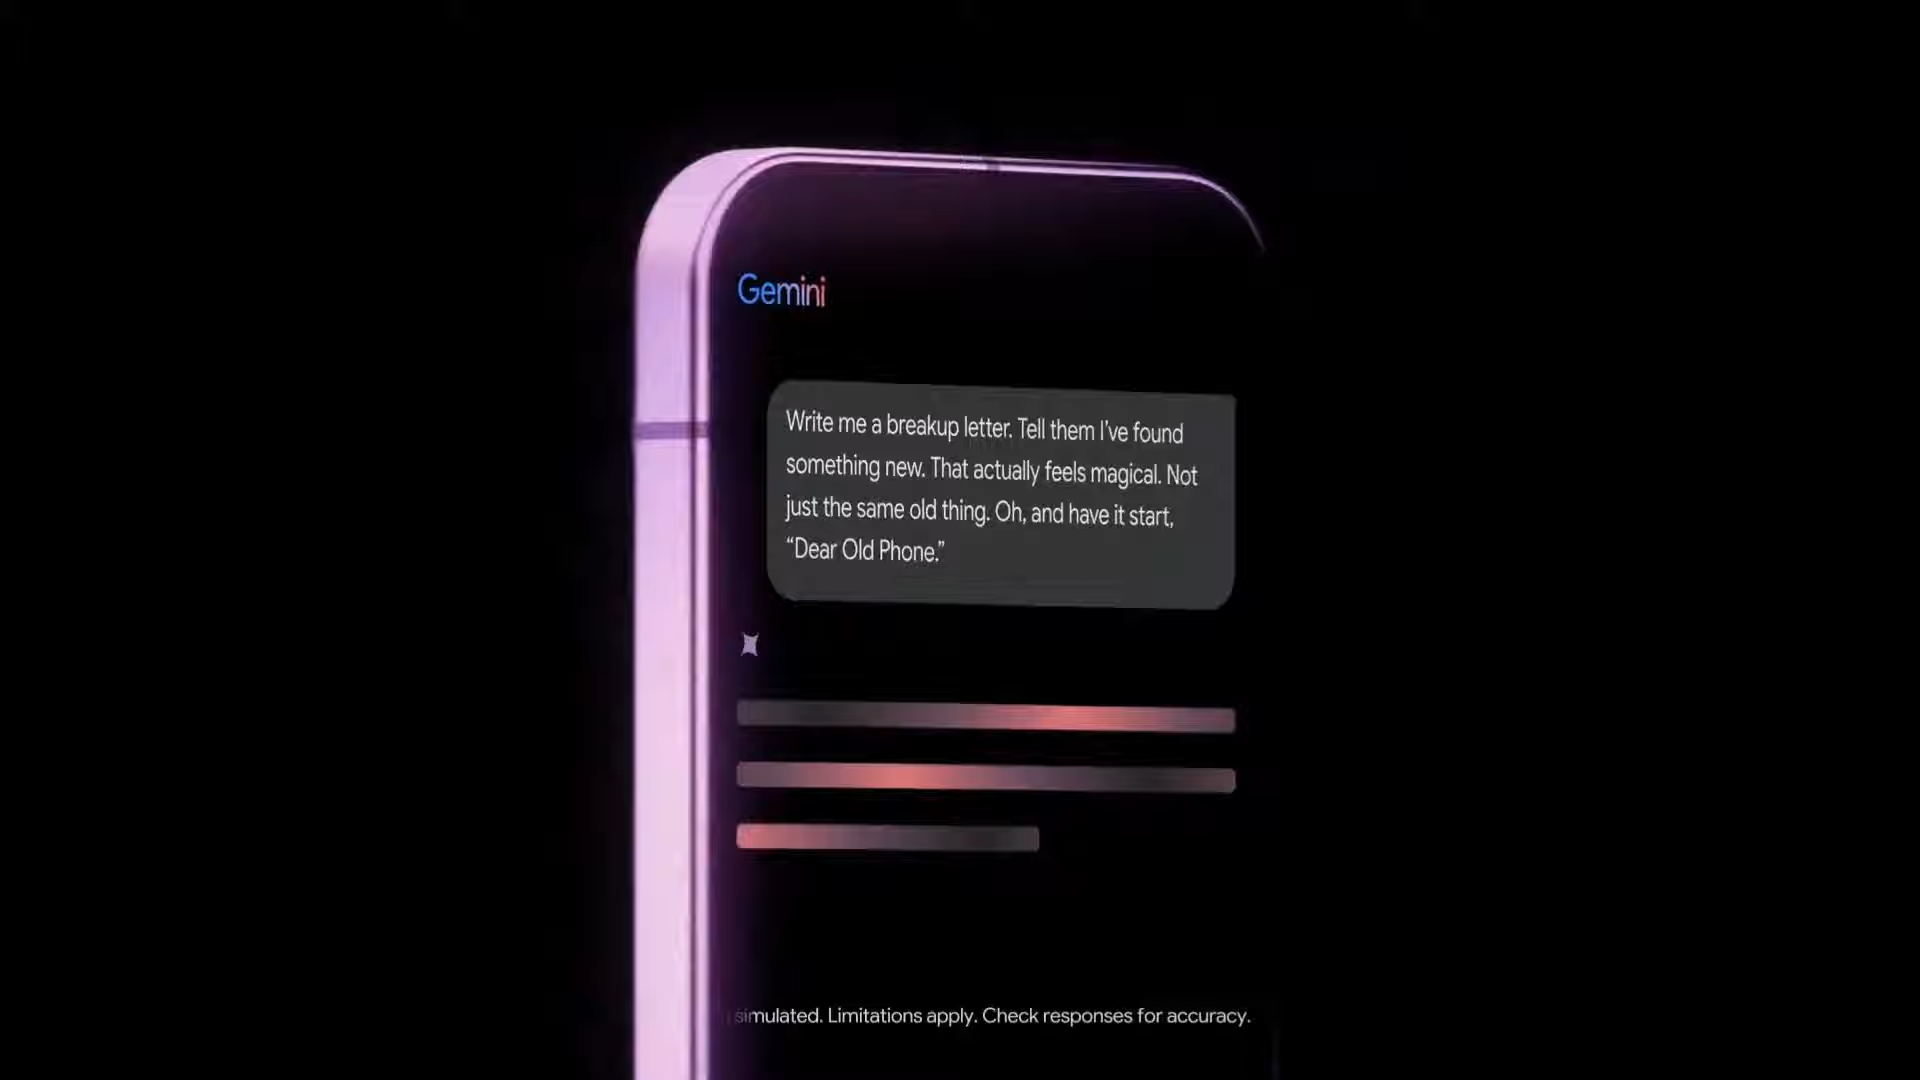 Gemini
Write me a breakup letter. Tell them I've found
something new. That actually feels magical. Not
just the same old thing. Oh, and have it start,
“Dear Old Phone.”
simulated. Limitations apply. Check responses for accuracy.